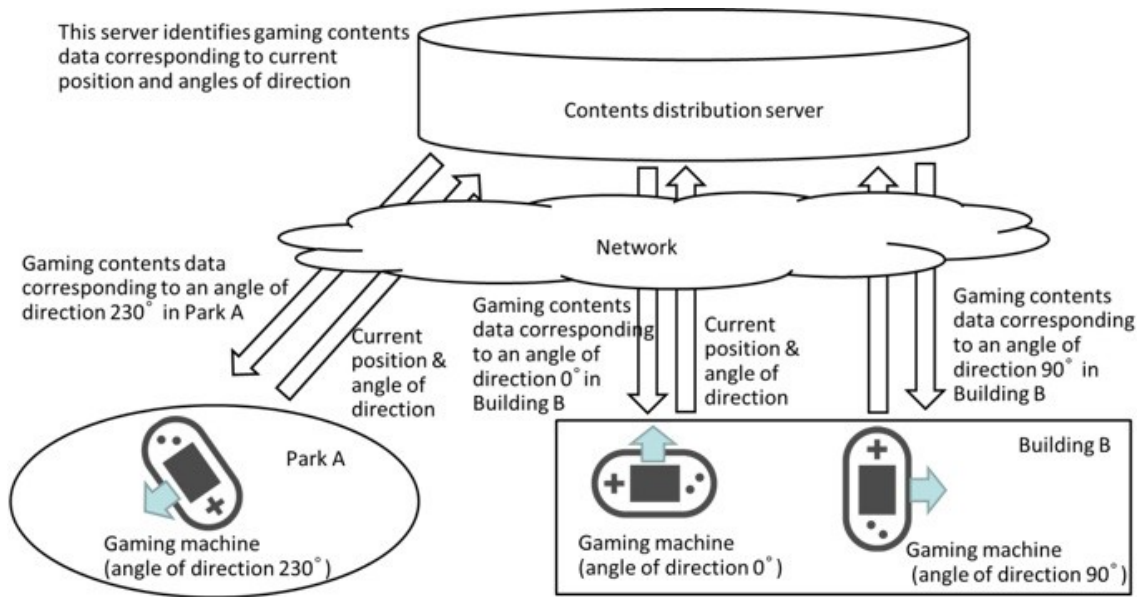 This server identifies gaming contents
data corresponding to current
position and angles of direction
Contents distribution server
Network
Gaming contents data
corresponding to an angle of
direction 230° in Park A
Current
position &
angle of
direction
Gaming contents
data corresponding
to an angle of
direction 0° in
Building B
Current
position &
angle of
direction
Gaming contents
data corresponding
to an angle of
direction 90° in
Building B
Park A
Gaming machine
(angle of direction 230°)
Building B
Gaming machine
(angle of direction 0°)
Gaming machine
(angle of direction 90°)